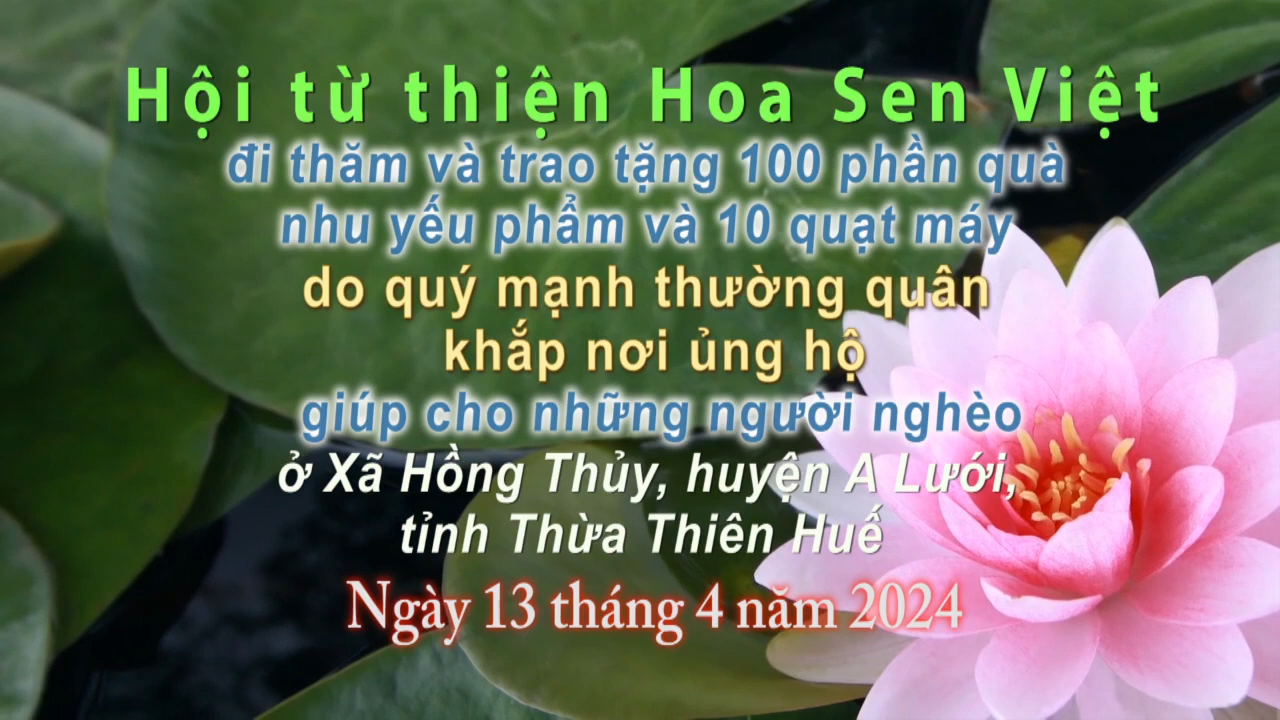 Hội từ thiện Hoa Sen Việt
đi thăm và trao tặng 100 phần quà
nhu yếu phẩm và 10 quạt máy
do quý mạnh thường quân
khắp nơi ủng hộ
giúp cho những người nghèo
ở Xã Hồng Thủy, huyện A Lưới,
tỉnh Thừa Thiên Huế
Ngày 13 tháng 4 năm 2024